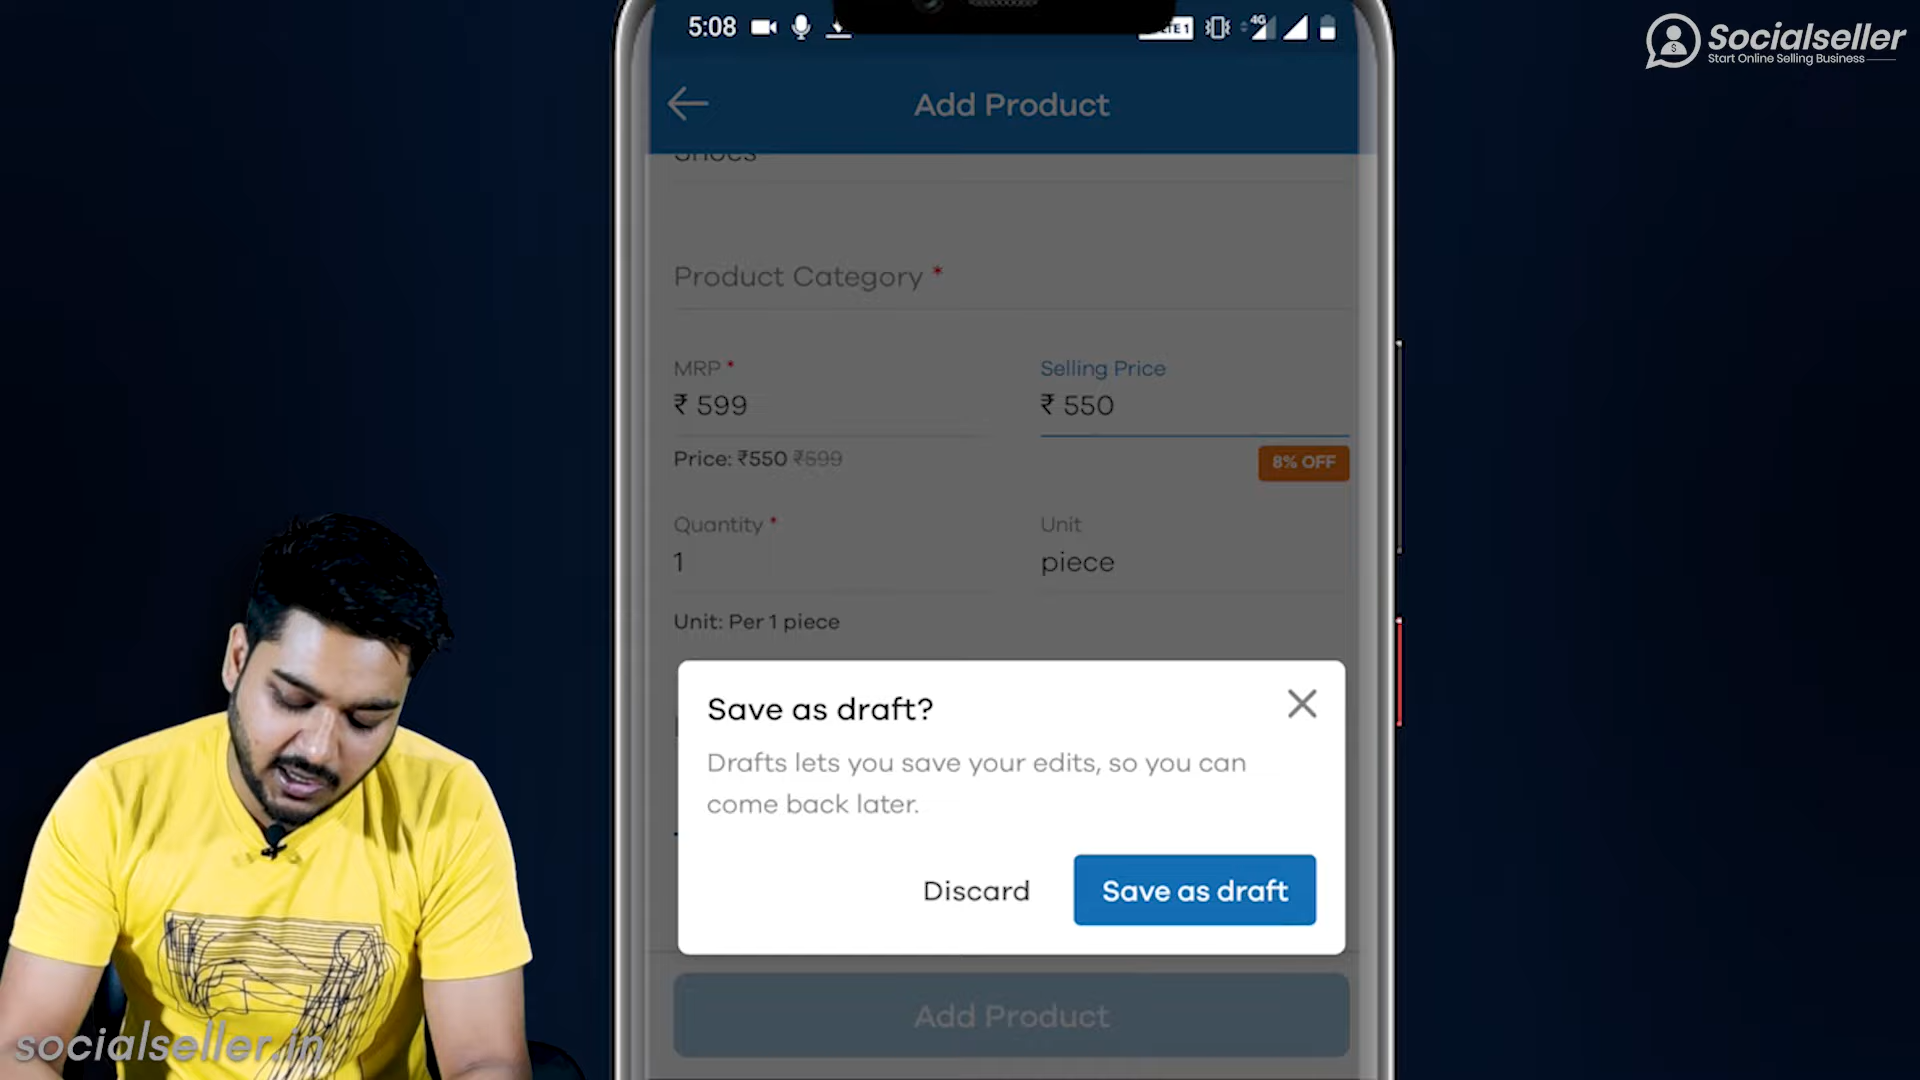 5:08
4G
Socialseller
Start Online Selling Business
Add Product
Shoes
Product Category *
MRP *
Selling Price
₹ 599
₹ 550
Price: ₹550 ₹599
8% OFF
Quantity *
Unit
1
piece
Unit: Per 1 piece
Save as draft?
Drafts lets you save your edits, so you can
come back later.
Discard
Save as draft
Add Product
socialseller.in